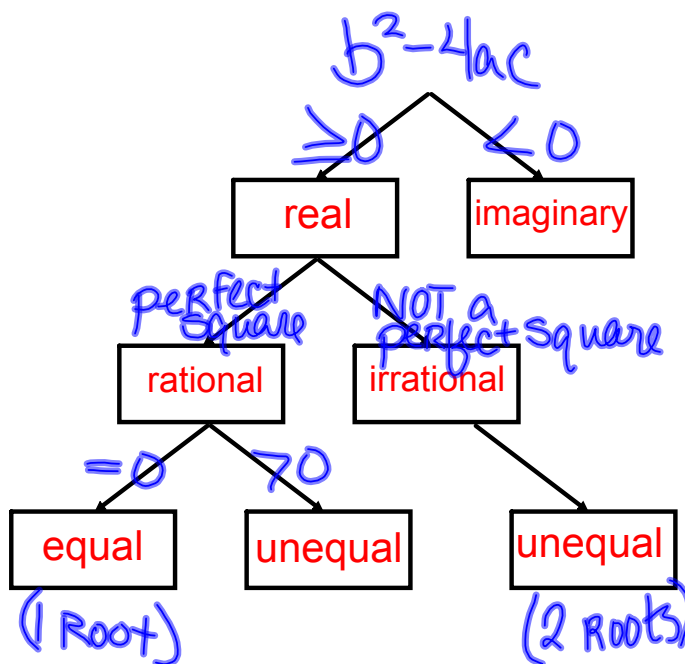 b²-4ac
≥0 <0
real imaginary
perfect square NOT a perfect square
rational irrational
=0 >0
equal unequal unequal
(1 Root) (2 Roots)